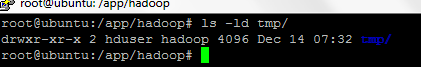 root@ubuntu: /app/hadoop
root@ubuntu:/app/hadoop# ls -ld tmp/
drwxr-xr-x 2 hduser hadoop 4096 Dec 14 07:32 tmp/
root@ubuntu:/app/hadoop#